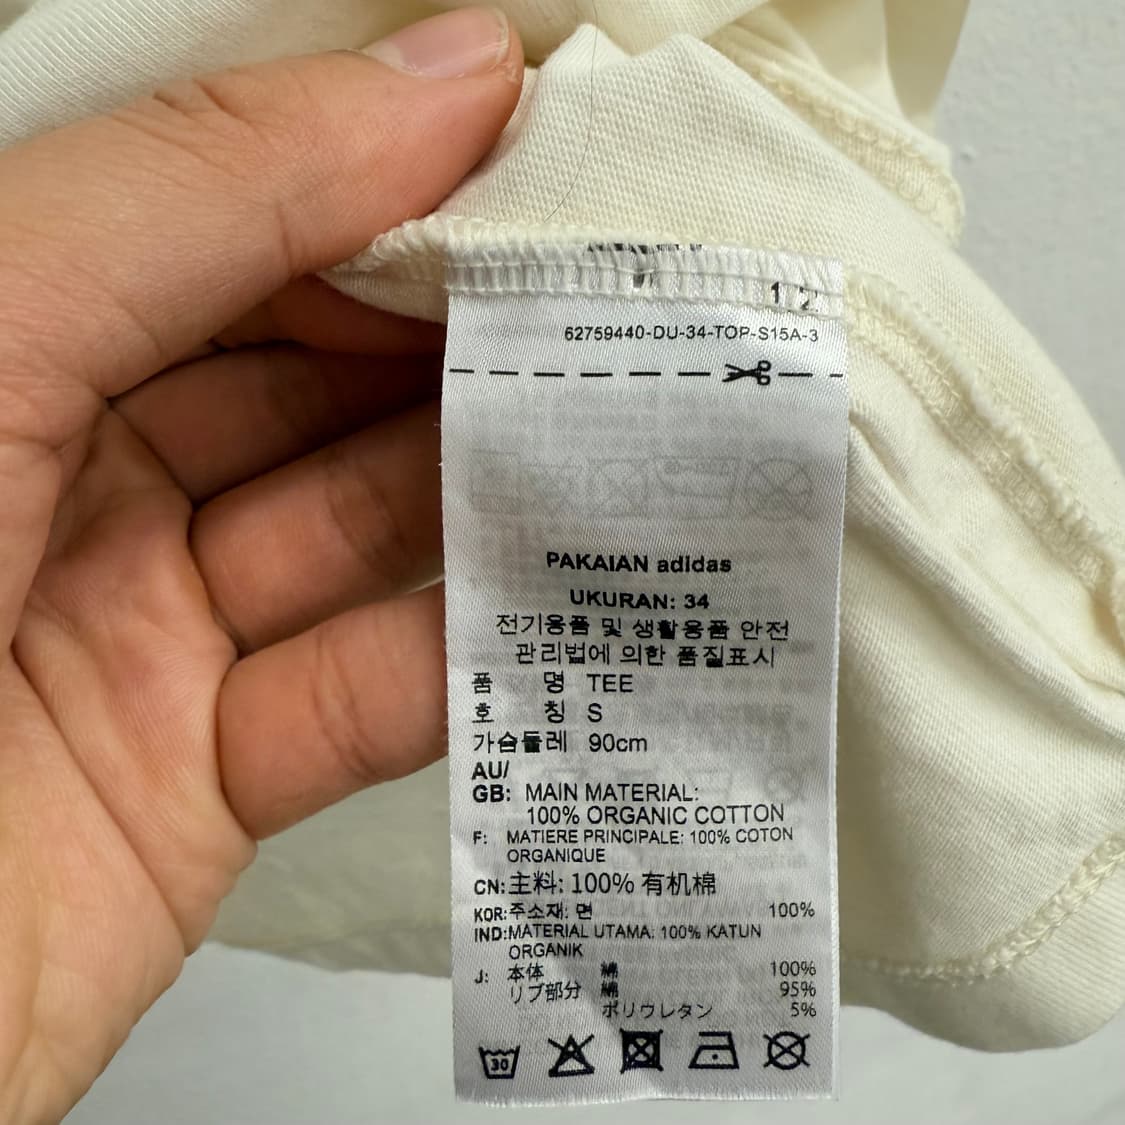 1 2
62759440-DU-34-TOP-S15A-3
PAKAIAN adidas
UKURAN: 34
전기용품 및 생활용품 안전
관리법에 의한 품질표시
품 명 TEE
호 칭 S
가슴둘레 90cm
AU/
GB: MAIN MATERIAL:
100% ORGANIC COTTON
F: MATIERE PRINCIPALE: 100% COTON
ORGANIQUE
CN: 主料: 100% 有机棉
KOR: 주소재: 면 100%
IND: MATERIAL UTAMA: 100% KATUN
ORGANIK
J: 本体 綿 100%
リブ部分 綿 95%
ポリウレタン 5%
30